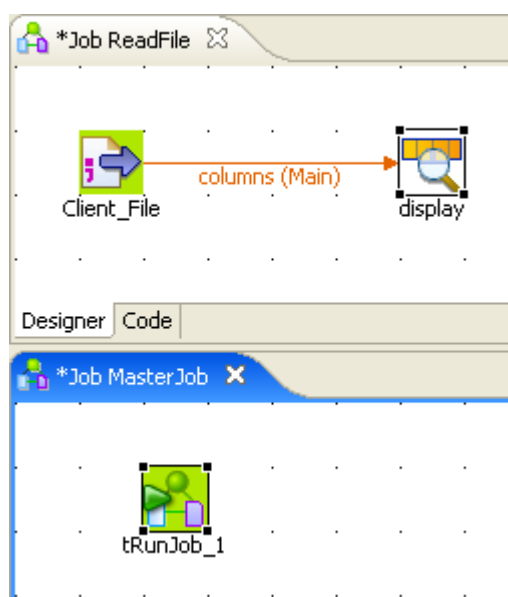 *Job ReadFile
columns (Main)
Client_File
display
Designer
Code
*Job MasterJob
tRunJob_1